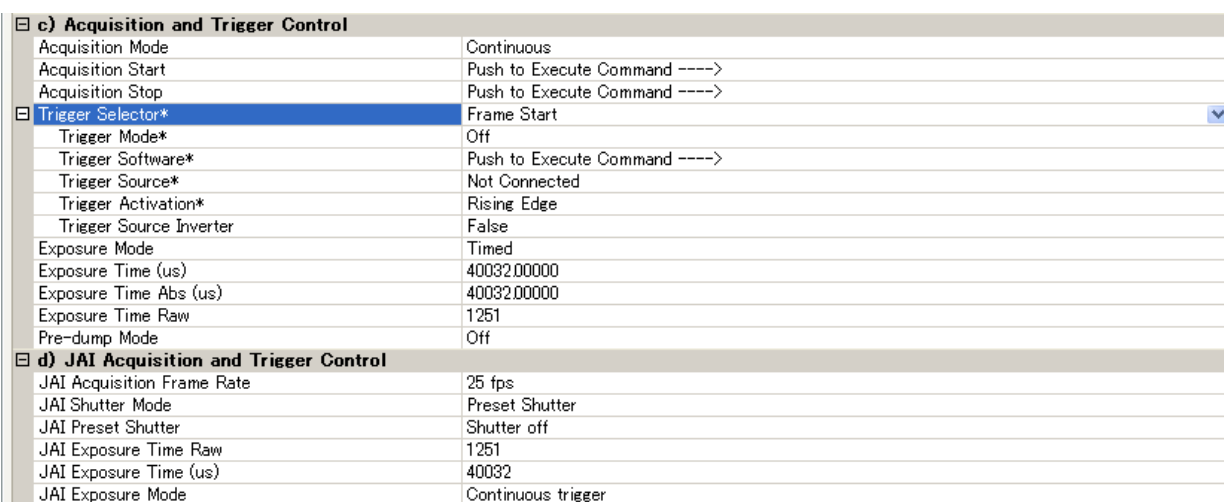 c) Acquisition and Trigger Control
Acquisition Mode Continuous
Acquisition Start Push to Execute Command ---->
Acquisition Stop Push to Execute Command ---->
Trigger Selector* Frame Start
Trigger Mode* Off
Trigger Software* Push to Execute Command ---->
Trigger Source* Not Connected
Trigger Activation* Rising Edge
Trigger Source Inverter False
Exposure Mode Timed
Exposure Time (us) 40032.00000
Exposure Time Abs (us) 40032.00000
Exposure Time Raw 1251
Pre-dump Mode Off
d) JAI Acquisition and Trigger Control
JAI Acquisition Frame Rate 25 fps
JAI Shutter Mode Preset Shutter
JAI Preset Shutter Shutter off
JAI Exposure Time Raw 1251
JAI Exposure Time (us) 40032
JAI Exposure Mode Continuous trigger